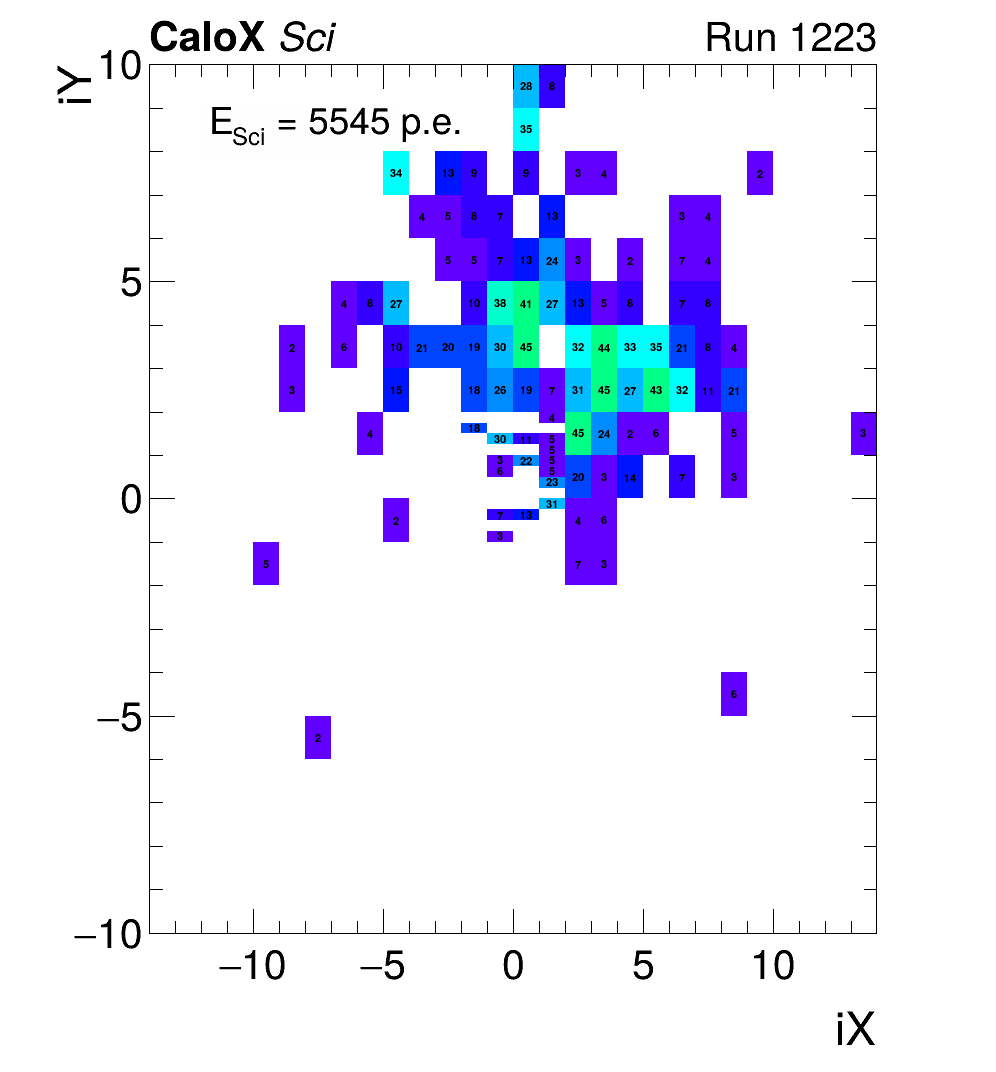 CaloX Sci Run 1223
iY
10
28 8
E_Sci = 5545 p.e.
35
34 13 9 9 3 4 2
4 5 8 7 13 3 4
5 5 7 13 24 3 2 7 4
5
4 6 27 10 38 41 27 13 5 6 7 8
2 6 10 21 20 19 30 45 32 44 33 35 21 8 4
3 15 18 26 19 7 31 45 27 43 32 11 21
4
18
4 30 11 5 45 24 2 6 5 3
5
3 22 5
6 5
23 20 3 14 7 3
0
31
2 7 13 4 6
3
5 7 3
6
−5
2
−10
−10 −5 0 5 10
iX